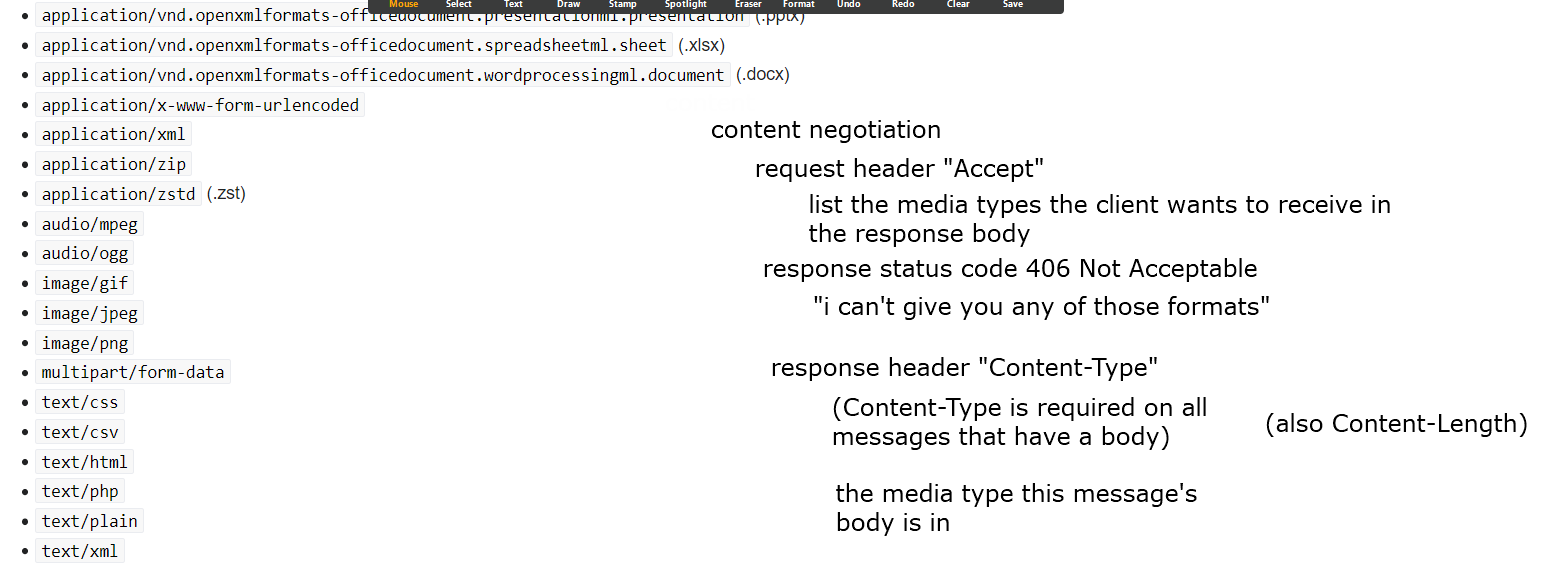 Mouse Select Text Draw Stamp Spotlight Eraser Format Undo Redo Clear Save
application/vnd.openxmlformats-officedocument.presentationml.presentation (.pptx)
application/vnd.openxmlformats-officedocument.spreadsheetml.sheet (.xlsx)
application/vnd.openxmlformats-officedocument.wordprocessingml.document (.docx)
application/x-www-form-urlencoded
application/xml
application/zip
application/zstd (.zst)
audio/mpeg
audio/ogg
image/gif
image/jpeg
image/png
multipart/form-data
text/css
text/csv
text/html
text/php
text/plain
text/xml
content negotiation
request header "Accept"
list the media types the client wants to receive in
the response body
response status code 406 Not Acceptable
"i can't give you any of those formats"
response header "Content-Type"
(Content-Type is required on all
messages that have a body)
(also Content-Length)
the media type this message's
body is in